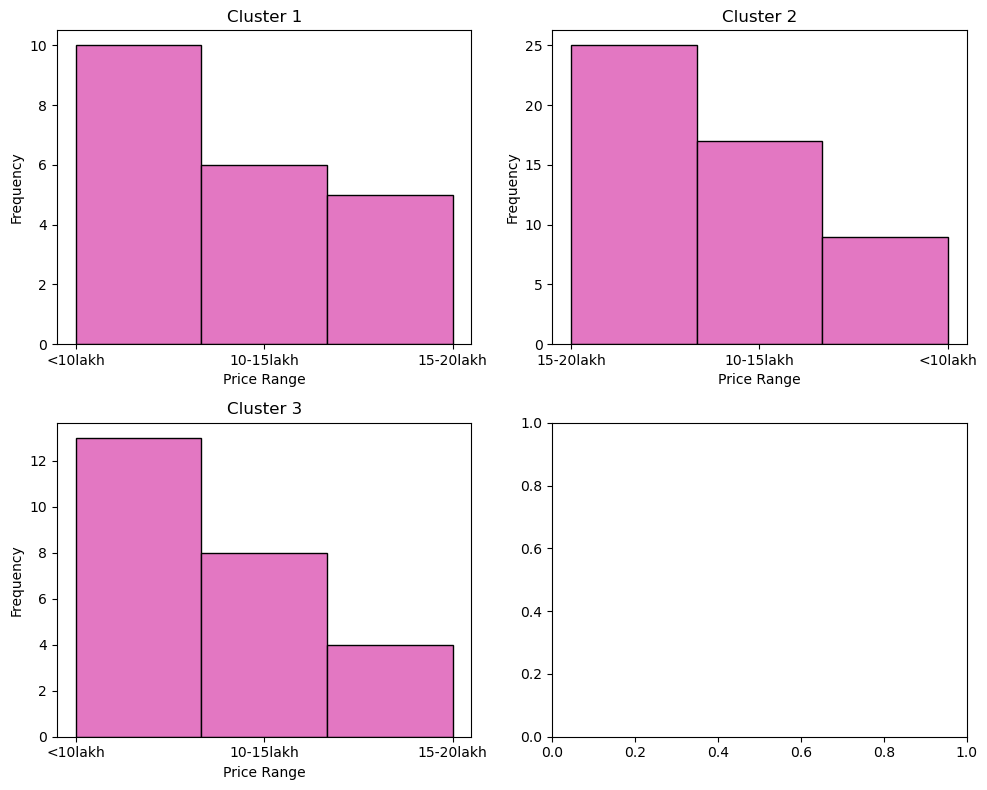 Cluster 1
10
8
6
4
2
0
Frequency
<10lakh 10-15lakh 15-20lakh
Price Range
Cluster 2
25
20
15
10
5
0
Frequency
15-20lakh 10-15lakh <10lakh
Price Range
Cluster 3
12
10
8
6
4
2
0
Frequency
<10lakh 10-15lakh 15-20lakh
Price Range
1.0
0.8
0.6
0.4
0.2
0.0
0.0 0.2 0.4 0.6 0.8 1.0